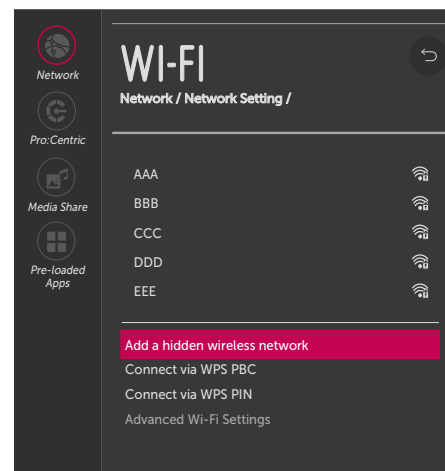 Network
Pro:Centric
Media Share
Pre-loaded
Apps
WI-FI
Network / Network Setting /
AAA
BBB
CCC
DDD
EEE
Add a hidden wireless network
Connect via WPS PBC
Connect via WPS PIN
Advanced Wi-Fi Settings